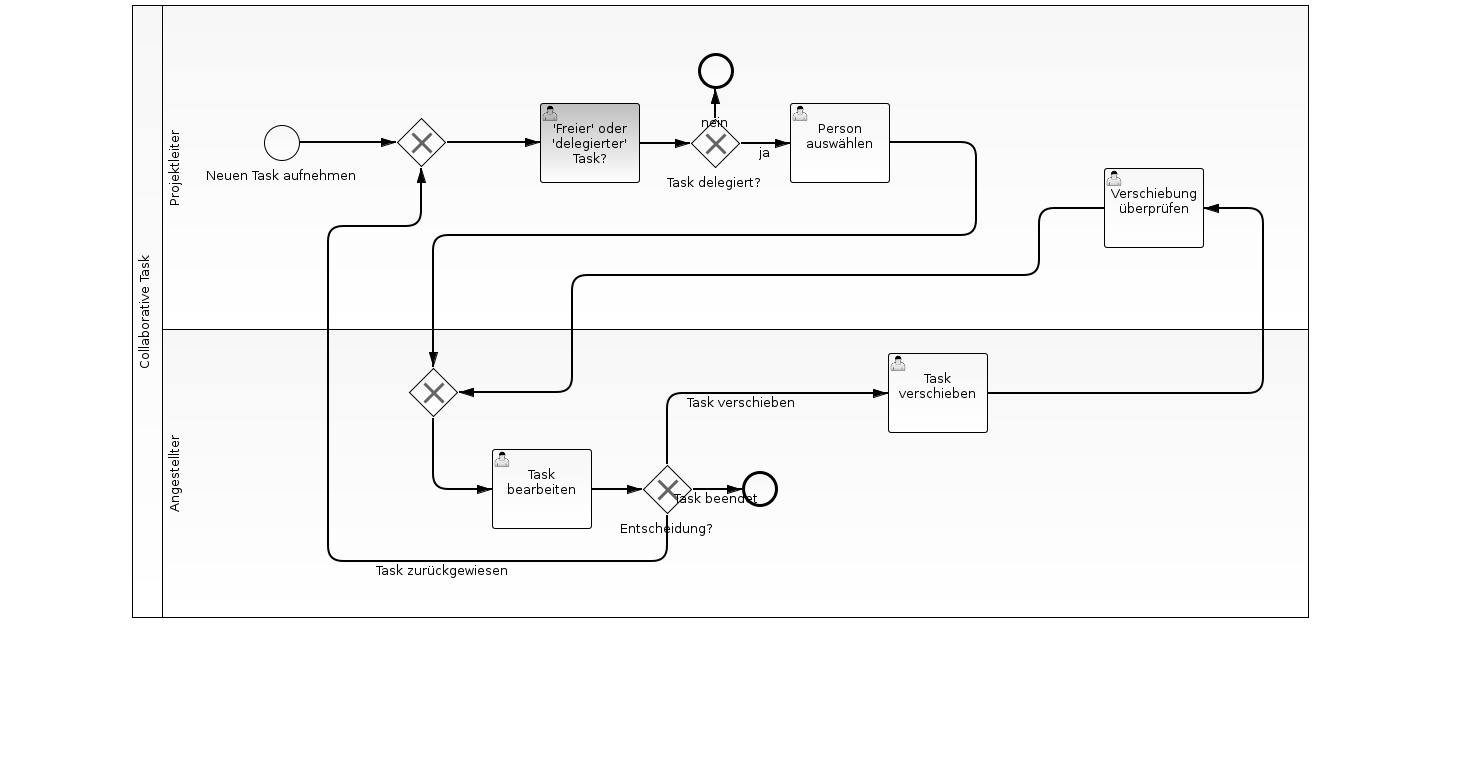 Collaborative Task
Projektleiter
Neuen Task aufnehmen
'Freier' oder
'delegierter'
Task?
nein
Task delegiert?
ja
Person
auswählen
Verschiebung
überprüfen
Angestellter
Task
bearbeiten
Entscheidung?
Task verschieben
Task beendet
Task zurückgewiesen
Task
verschieben